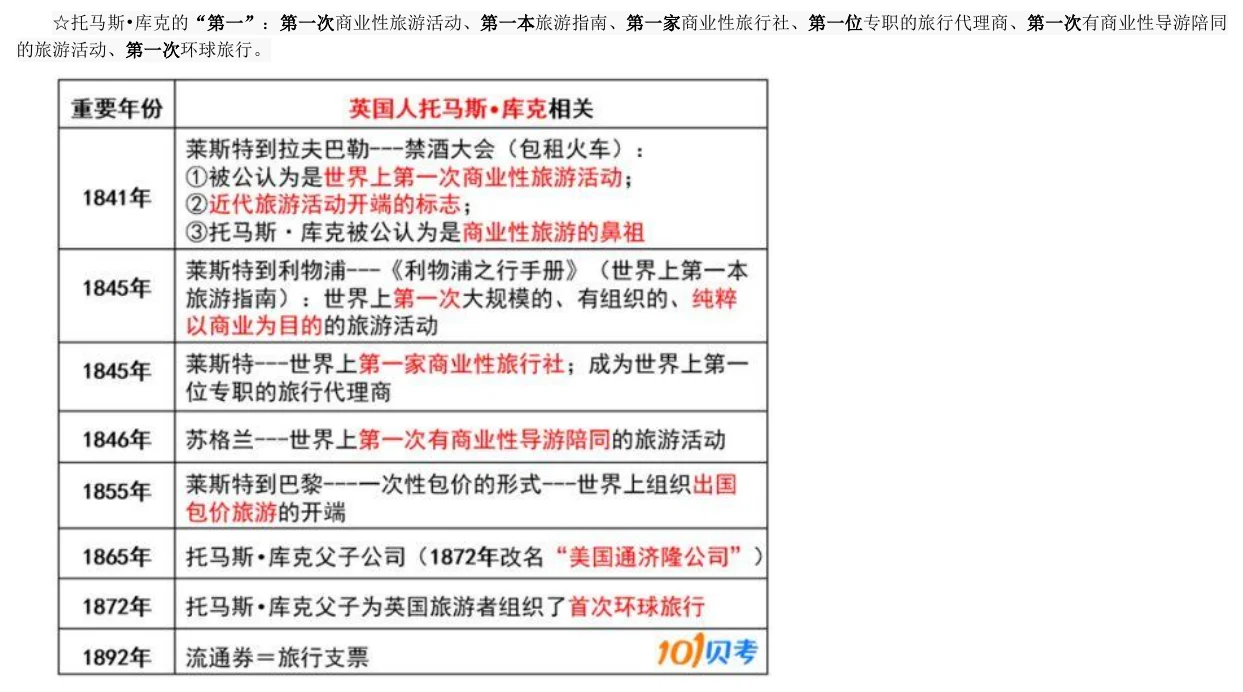 ☆托马斯•库克的“第一”：第一次商业性旅游活动、第一本旅游指南、第一家商业性旅行社、第一位专职的旅行代理商、第一次有商业性导游陪同
的旅游活动、第一次环球旅行。
重要年份 英国人托马斯•库克相关
1841年
莱斯特到拉夫巴勒---禁酒大会（包租火车）：
①被公认为是世界上第一次商业性旅游活动；
②近代旅游活动开端的标志；
③托马斯·库克被公认为是商业性旅游的鼻祖
1845年
莱斯特到利物浦---《利物浦之行手册》（世界上第一本
旅游指南）：世界上第一次大规模的、有组织的、纯粹
以商业为目的的旅游活动
1845年
莱斯特---世界上第一家商业性旅行社；成为世界上第一
位专职的旅行代理商
1846年 苏格兰---世界上第一次有商业性导游陪同的旅游活动
1855年
莱斯特到巴黎---一次性包价的形式---世界上组织出国
包价旅游的开端
1865年 托马斯•库克父子公司（1872年改名“美国通济隆公司”）
1872年 托马斯•库克父子为英国旅游者组织了首次环球旅行
1892年 流通券＝旅行支票
101贝考